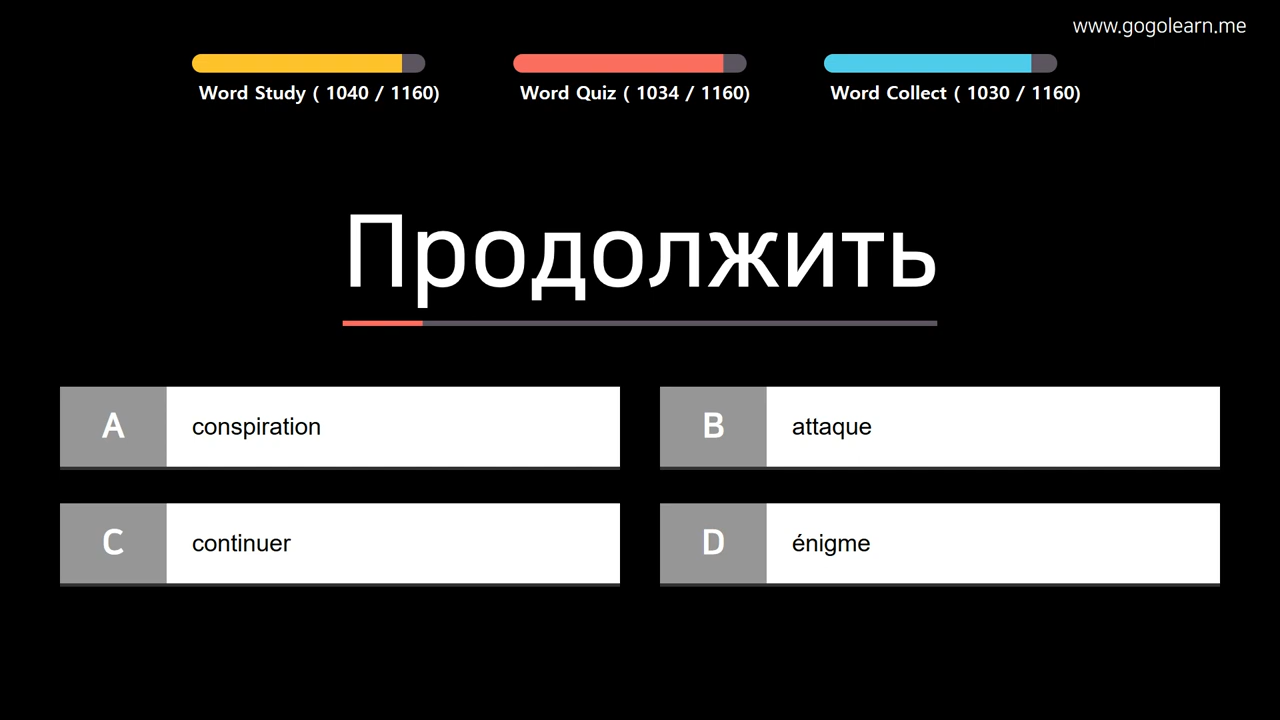 www.gogolearn.me
Word Study ( 1040 / 1160)
Word Quiz ( 1034 / 1160)
Word Collect ( 1030 / 1160)
Продолжить
A conspiration
B attaque
C continuer
D énigme